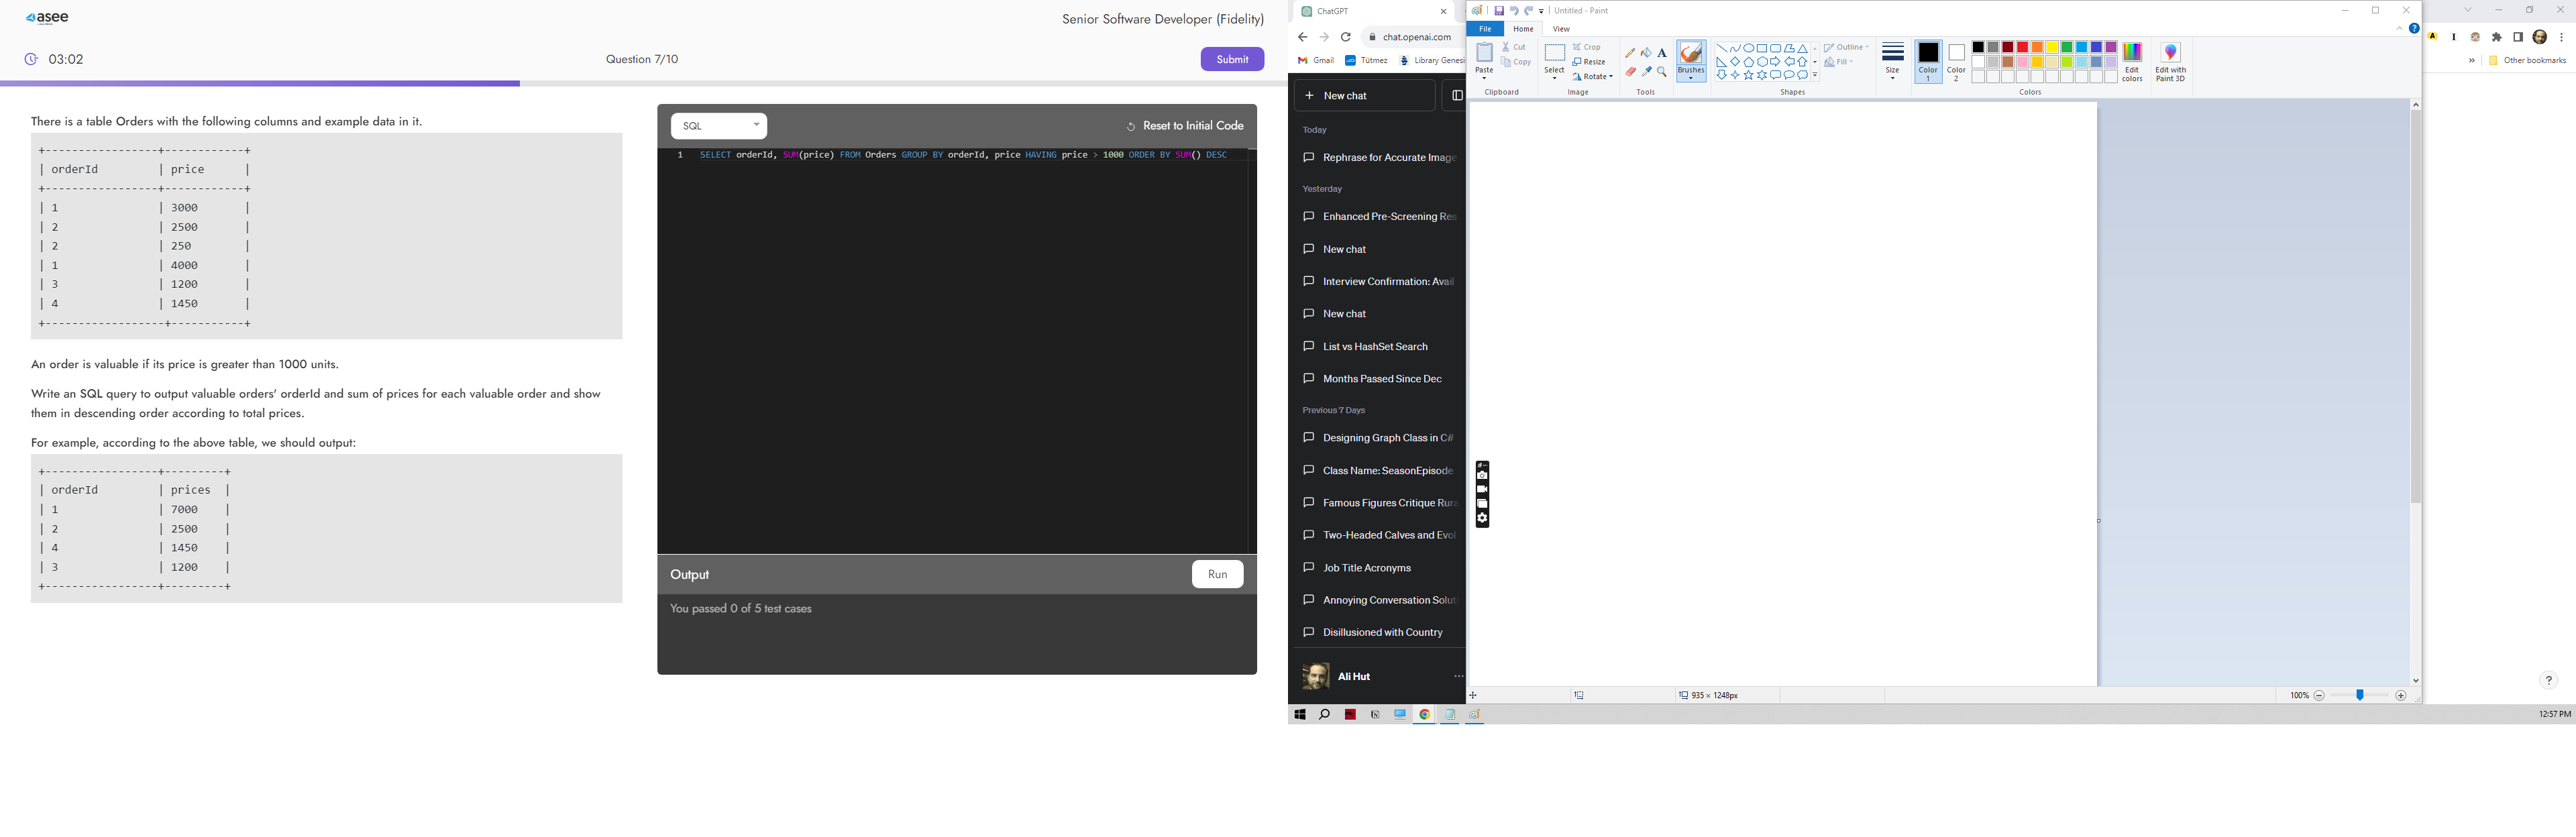 asee
Senior Software Developer (Fidelity)
03:02
Question 7/10
Submit
There is a table Orders with the following columns and example data in it.
+-----------------+------------+
| orderId | price |
+-----------------+------------+
| 1 | 3000 |
| 2 | 2500 |
| 2 | 250 |
| 1 | 4000 |
| 3 | 1200 |
| 4 | 1450 |
+------------------+-----------+
An order is valuable if its price is greater than 1000 units.
Write an SQL query to output valuable orders' orderId and sum of prices for each valuable order and show
them in descending order according to total prices.
For example, according to the above table, we should output:
+-----------------+---------+
| orderId | prices |
| 1 | 7000 |
| 2 | 2500 |
| 4 | 1450 |
| 3 | 1200 |
+-----------------+---------+
SQL
Reset to Initial Code
1 SELECT orderId, SUM(price) FROM Orders GROUP BY orderId, price HAVING price > 1000 ORDER BY SUM() DESC
Output
Run
You passed 0 of 5 test cases
ChatGPT
chat.openai.com
Gmail
Tütmez
Library Genesi
New chat
Today
Rephrase for Accurate Image
Yesterday
Enhanced Pre-Screening Res
New chat
Interview Confirmation: Avail
New chat
List vs HashSet Search
Months Passed Since Dec
Previous 7 Days
Designing Graph Class in C#
Class Name: SeasonEpisode
Famous Figures Critique Rura
Two-Headed Calves and Evol
Job Title Acronyms
Annoying Conversation Solut
Disillusioned with Country
Ali Hut
Untitled - Paint
File
Home
View
Paste
Cut
Copy
Clipboard
Select
Crop
Resize
Rotate
Image
Tools
Brushes
Shapes
Outline
Fill
Size
Color
1
Color
2
Colors
Edit
colors
Edit with
Paint 3D
935 × 1248px
100%
Other bookmarks
12:57 PM